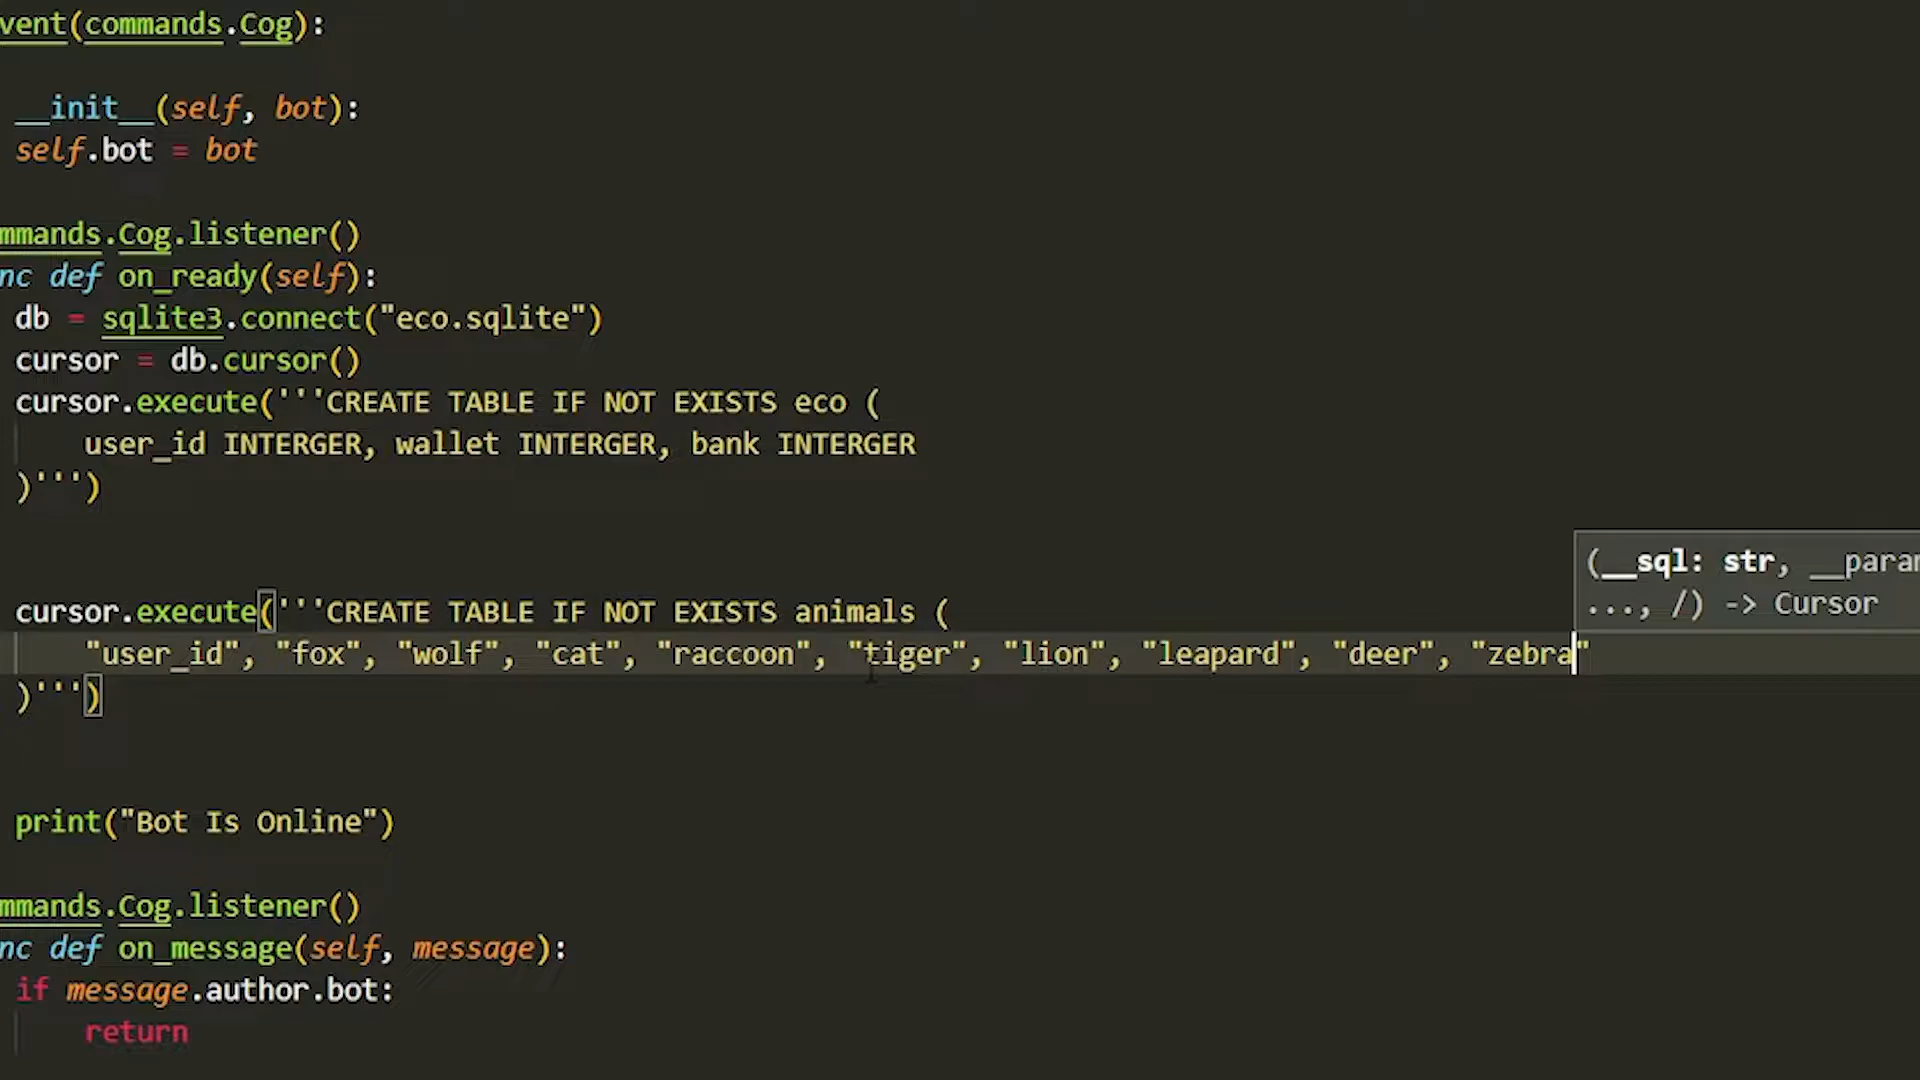 vent(commands.Cog):
__init__(self, bot):
self.bot = bot
mmands.Cog.listener()
nc def on_ready(self):
db = sqlite3.connect("eco.sqlite")
cursor = db.cursor()
cursor.execute('''CREATE TABLE IF NOT EXISTS eco (
user_id INTERGER, wallet INTERGER, bank INTERGER
)''')
(__sql: str, __param
..., /) -> Cursor
cursor.execute('''CREATE TABLE IF NOT EXISTS animals (
"user_id", "fox", "wolf", "cat", "raccoon", "tiger", "lion", "leapard", "deer", "zebra"
)''')
print("Bot Is Online")
mmands.Cog.listener()
nc def on_message(self, message):
if message.author.bot:
return